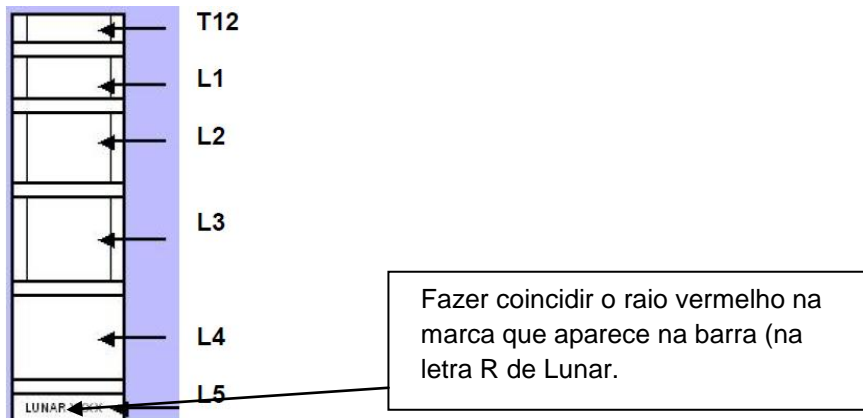 T12
L1
L2
L3
L4
L5
LUNAR
Fazer coincidir o raio vermelho na
marca que aparece na barra (na
letra R de Lunar.